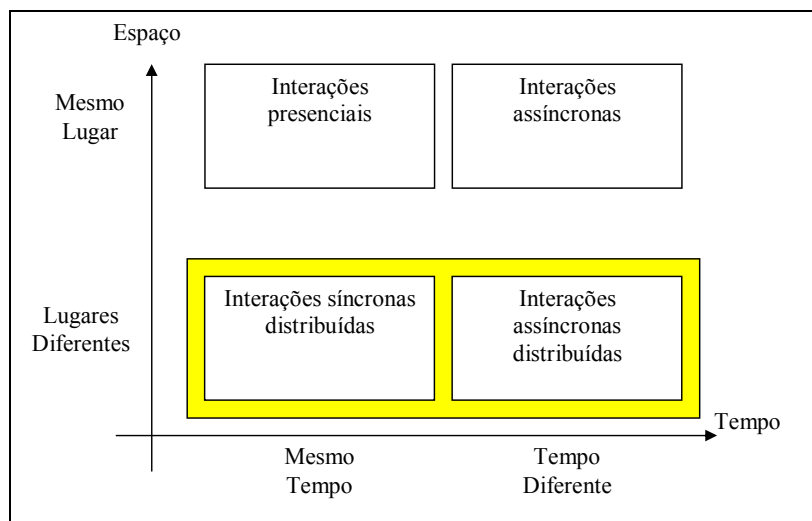 Espaço
Mesmo
Lugar
Interações
presenciais
Interações
assíncronas
Lugares
Diferentes
Interações síncronas
distribuídas
Interações
assíncronas
distribuídas
Tempo
Mesmo
Tempo
Tempo
Diferente